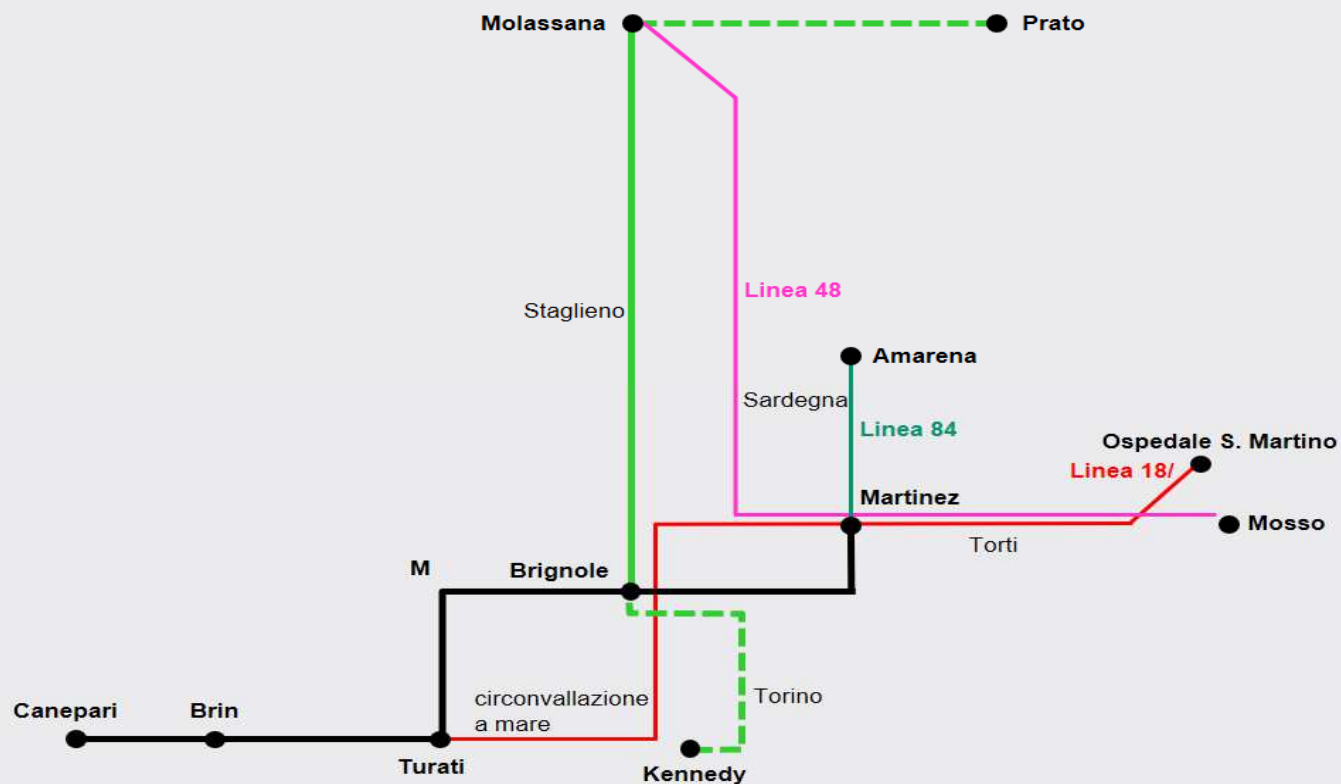 Molassana
Prato
Linea 48
Staglieno
Amarena
Sardegna
Linea 84
Ospedale S. Martino
Linea 18/
Martinez
Mosso
Torti
M
Brignole
circonvallazione
a mare
Torino
Canepari
Brin
Turati
Kennedy